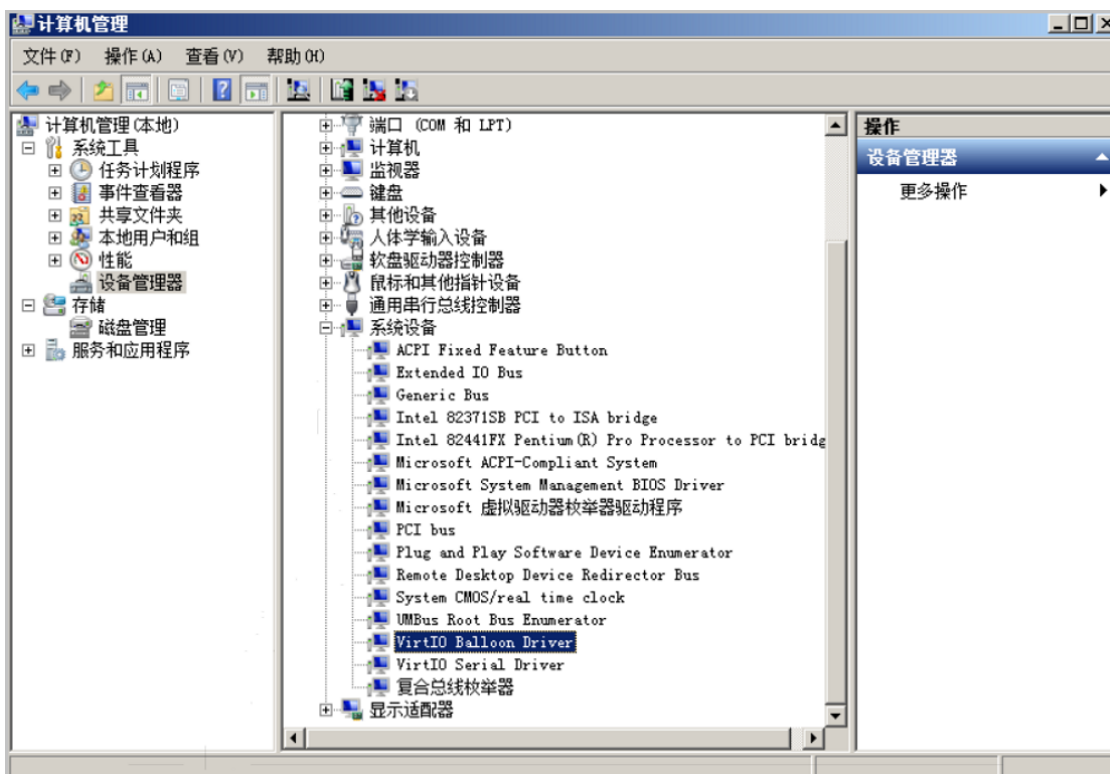 计算机管理
文件(F) 操作(A) 查看(V) 帮助(H)
计算机管理(本地)
系统工具
任务计划程序
事件查看器
共享文件夹
本地用户和组
性能
设备管理器
存储
磁盘管理
服务和应用程序
端口 (COM 和 LPT)
计算机
监视器
键盘
其他设备
人体学输入设备
软盘驱动器控制器
鼠标和其他指针设备
通用串行总线控制器
系统设备
ACPI Fixed Feature Button
Extended IO Bus
Generic Bus
Intel 82371SB PCI to ISA bridge
Intel 82441FX Pentium(R) Pro Processor to PCI bridg
Microsoft ACPI-Compliant System
Microsoft System Management BIOS Driver
Microsoft 虚拟驱动器枚举器驱动程序
PCI bus
Plug and Play Software Device Enumerator
Remote Desktop Device Redirector Bus
System CMOS/real time clock
UMBus Root Bus Enumerator
VirtIO Balloon Driver
VirtIO Serial Driver
复合总线枚举器
显示适配器
操作
设备管理器
更多操作